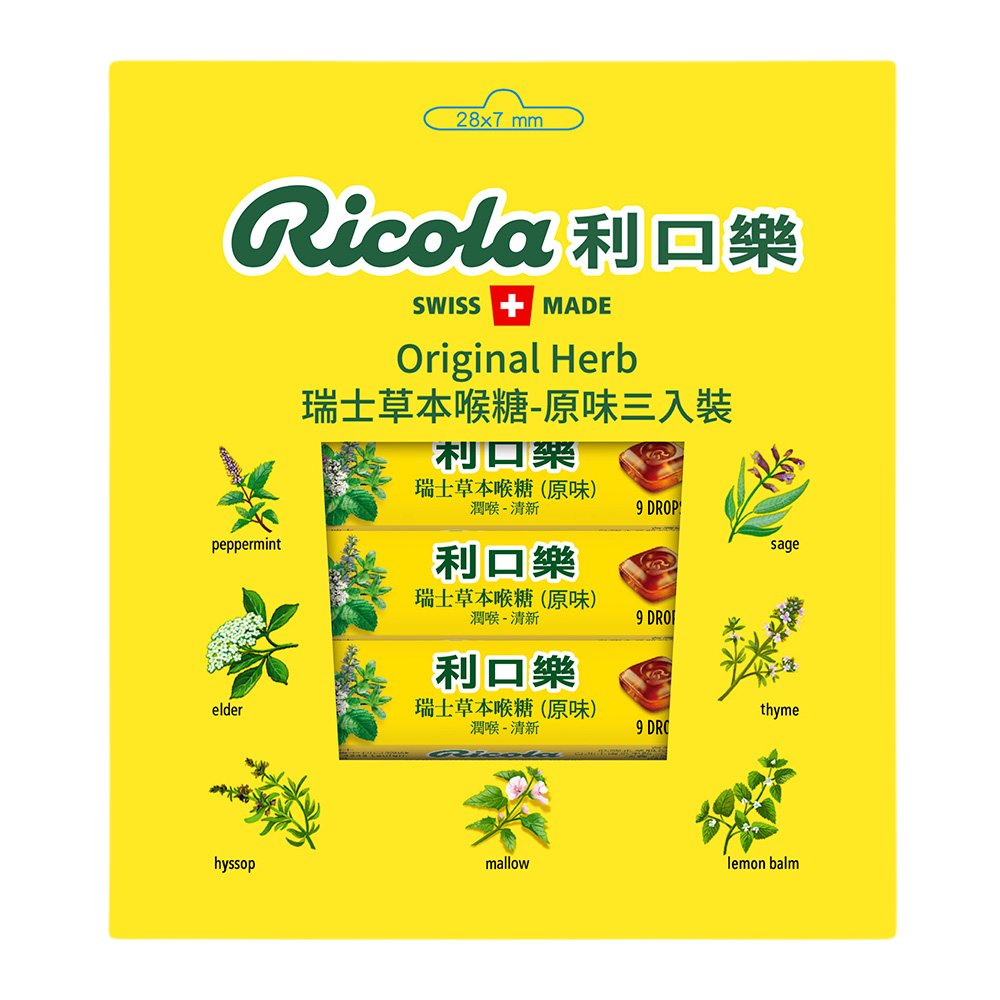 28x7 mm
Ricola 利口樂
SWISS MADE
Original Herb
瑞士草本喉糖-原味三入裝
利口樂
瑞士草本喉糖 (原味)
潤喉 - 清新
9 DROPS
peppermint
sage
利口樂
瑞士草本喉糖 (原味)
潤喉 - 清新
9 DROP
elder
thyme
利口樂
瑞士草本喉糖 (原味)
潤喉 - 清新
9 DRO
Ricola
hyssop
mallow
lemon balm